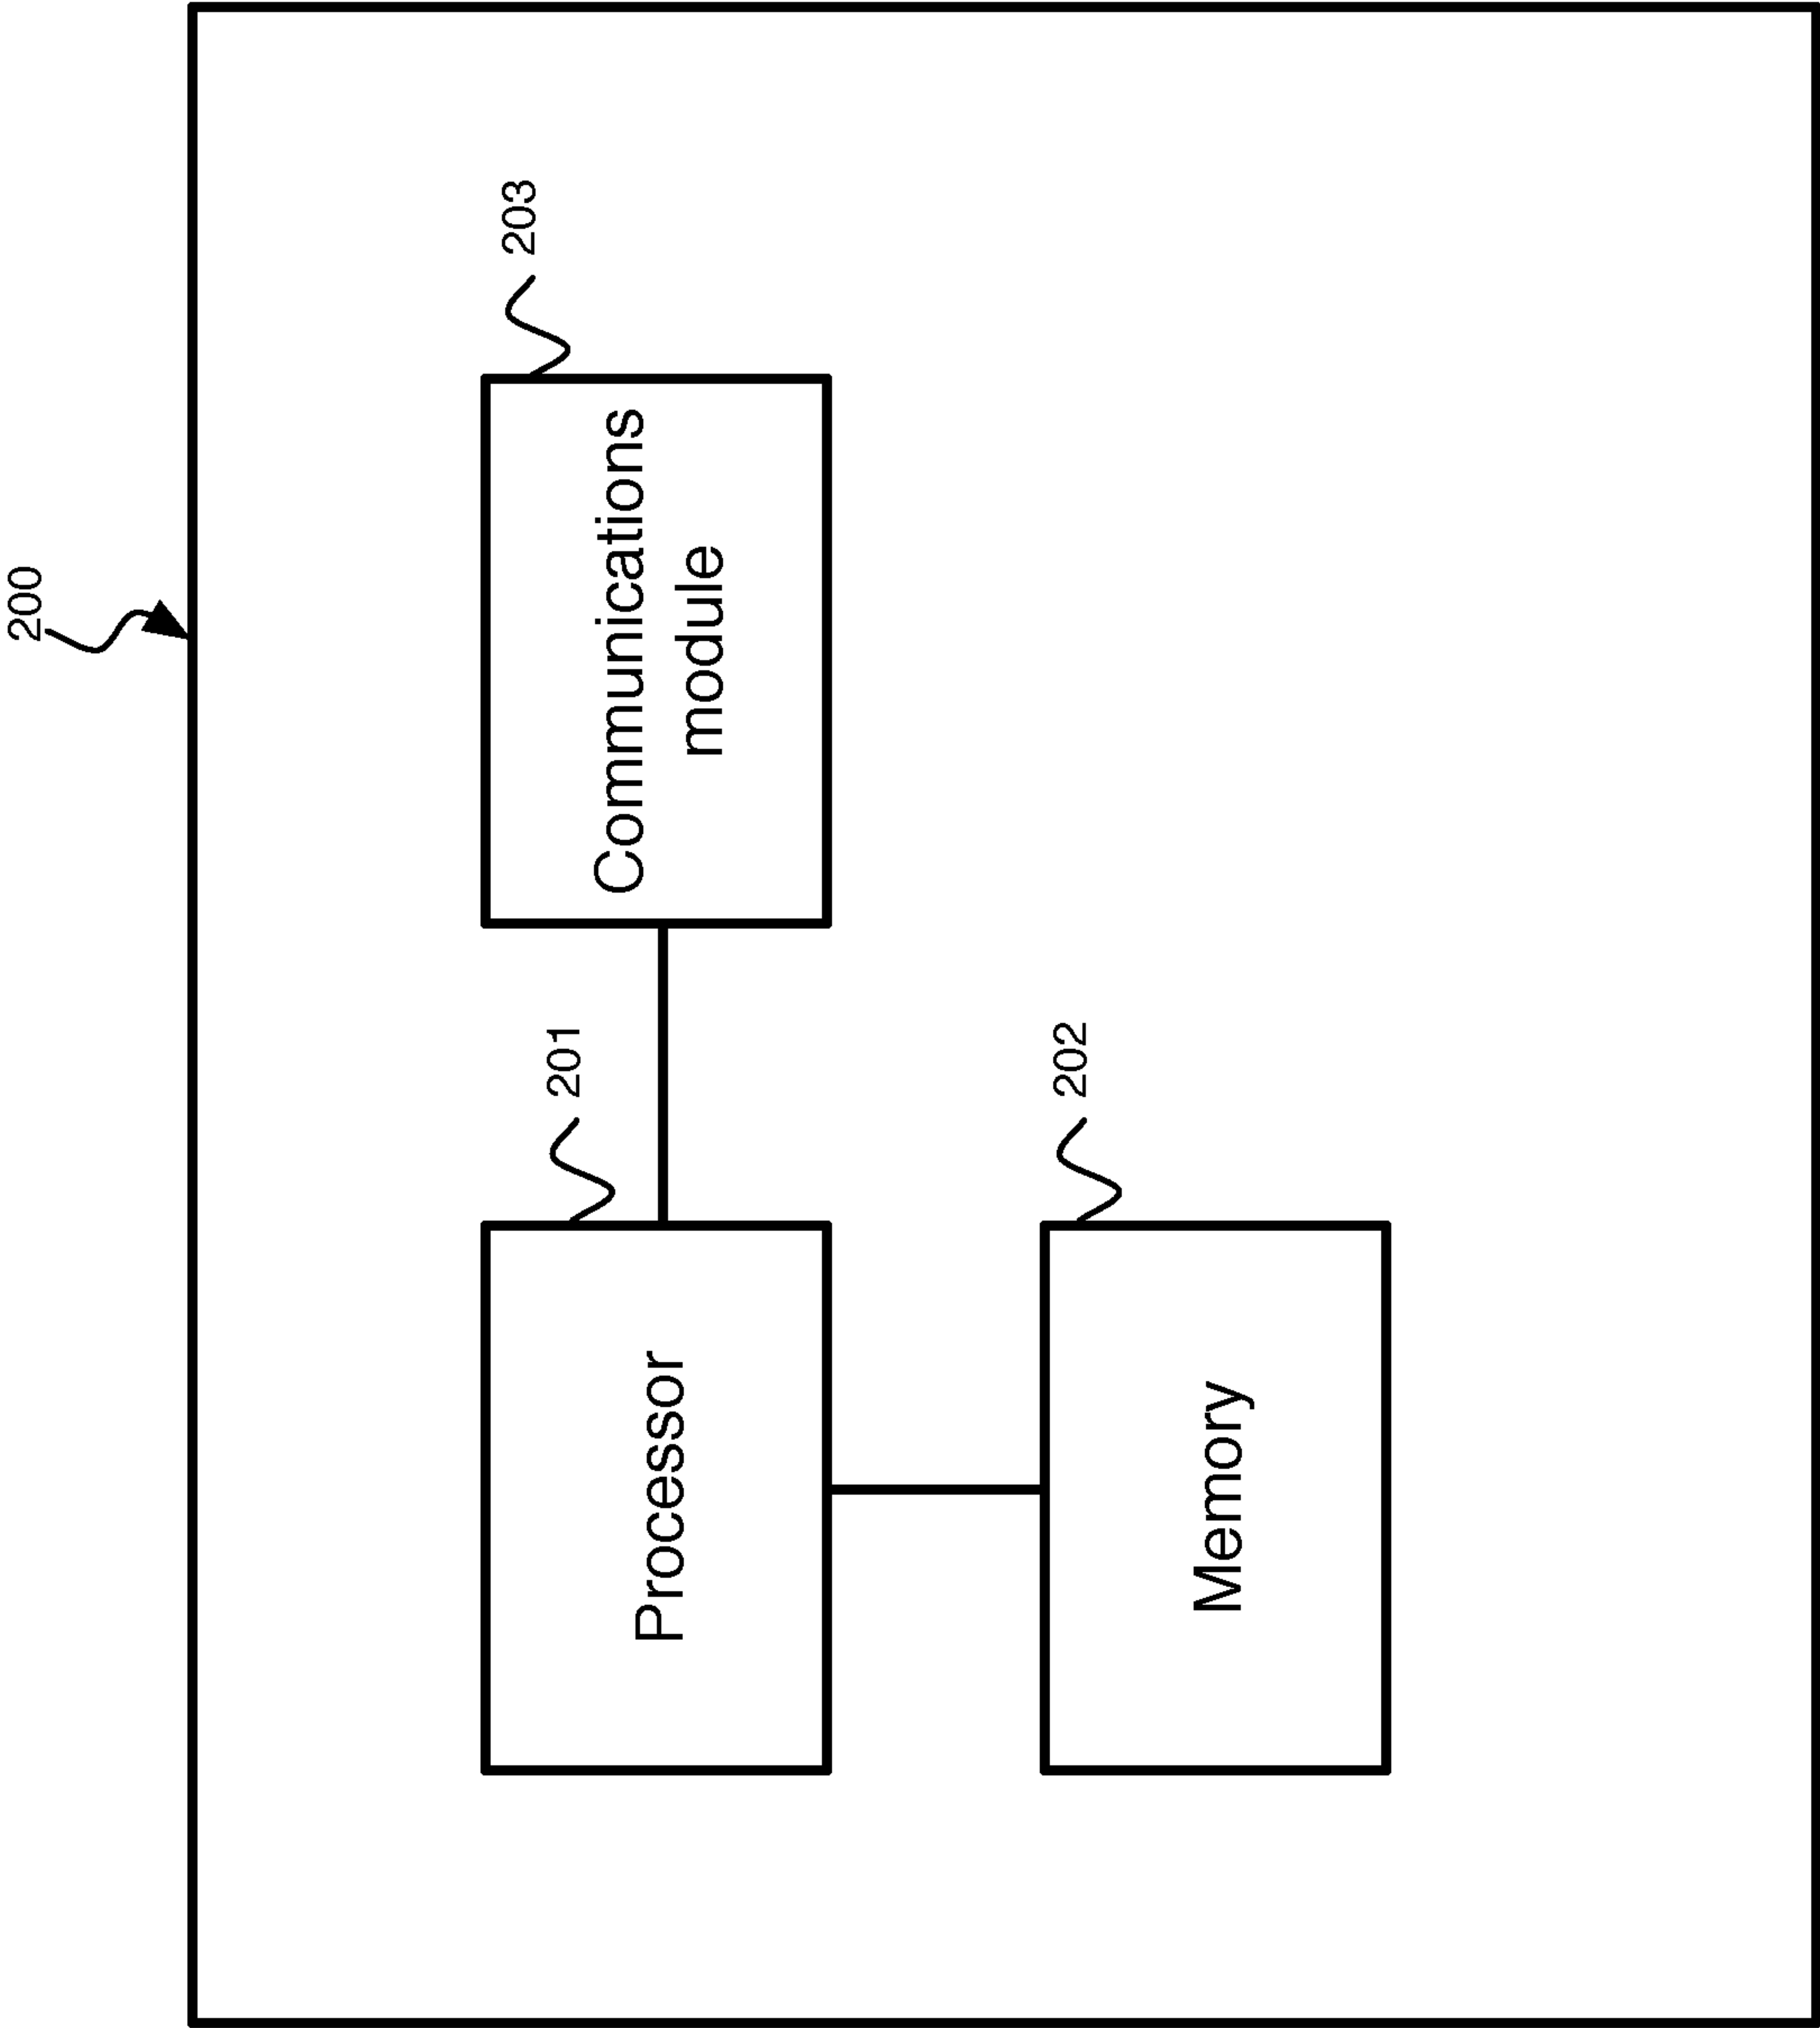 200
Processor
201
Communications
module
203
Memory
202